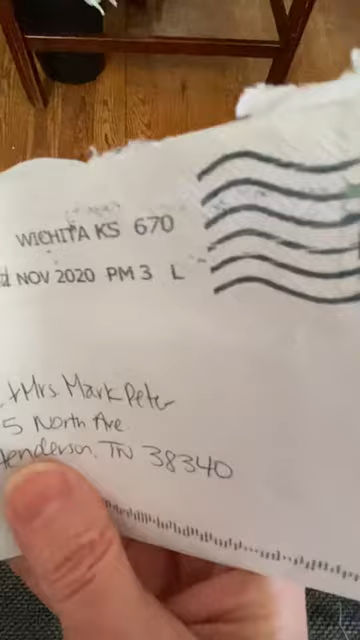 WICHITA KS 670
NOV 2020 PM 3 L
+Mrs. Mark Peter
5 North Ave
Henderson, TN 38340